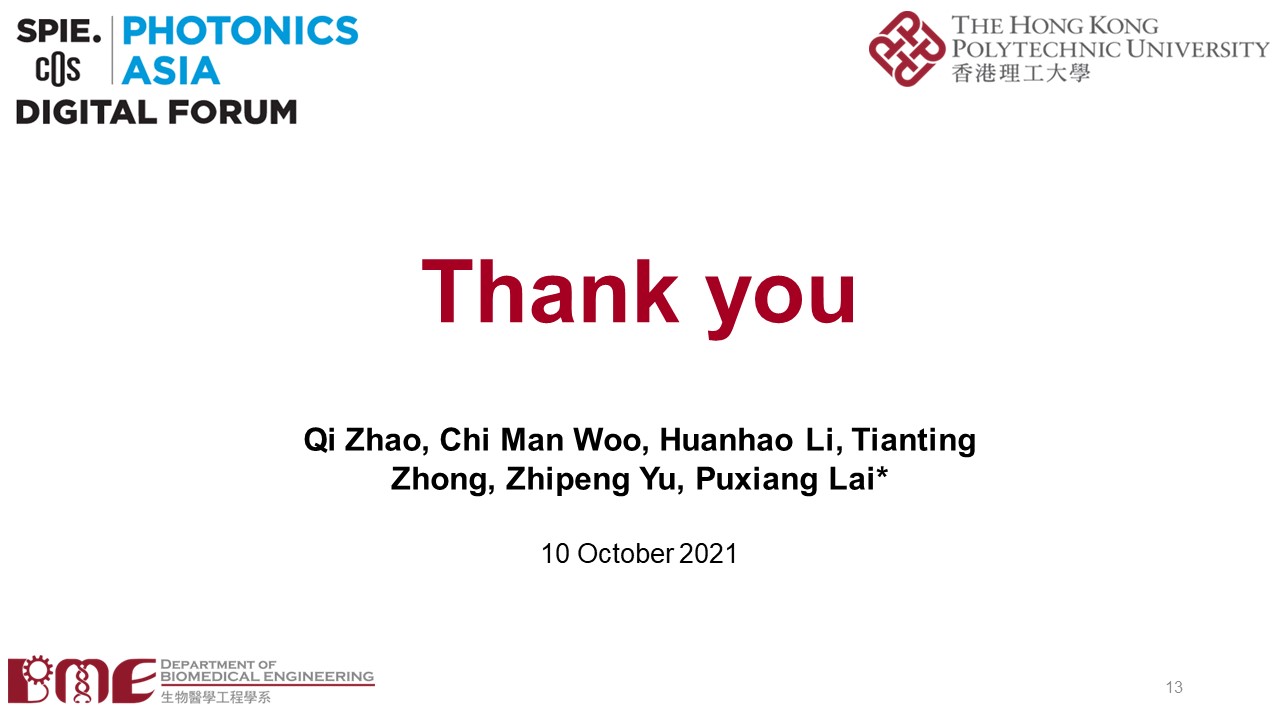 SPIE. PHOTONICS
COS ASIA
DIGITAL FORUM
THE HONG KONG
POLYTECHNIC UNIVERSITY
香港理工大學
Thank you
Qi Zhao, Chi Man Woo, Huanhao Li, Tianting
Zhong, Zhipeng Yu, Puxiang Lai*
10 October 2021
BME DEPARTMENT OF
BIOMEDICAL ENGINEERING
生物醫學工程學系
13